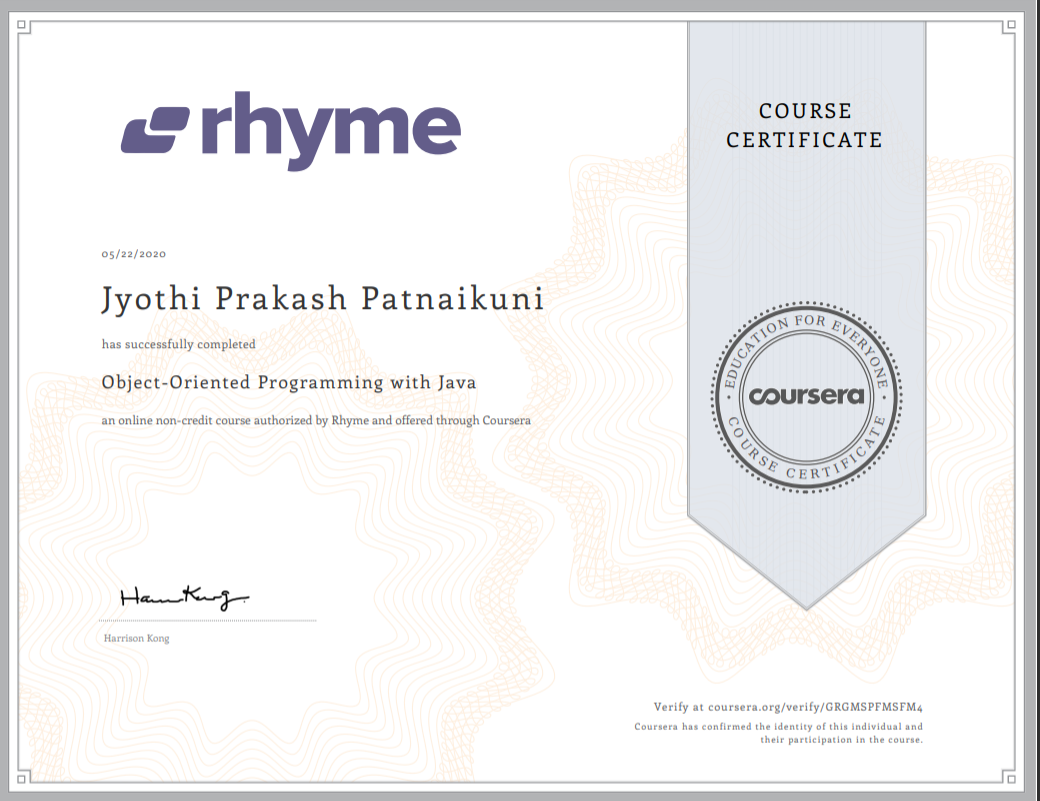 rhyme
COURSE
CERTIFICATE
05/22/2020
Jyothi Prakash Patnaikuni
has successfully completed
Object-Oriented Programming with Java
an online non-credit course authorized by Rhyme and offered through Coursera
EDUCATION FOR EVERYONE
coursera
COURSE CERTIFICATE
Harrison Kong
Verify at coursera.org/verify/GRGMSPFMSFM4
Coursera has confirmed the identity of this individual and
their participation in the course.